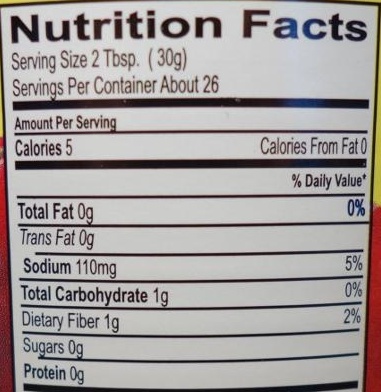 Nutrition Facts
Serving Size 2 Tbsp. ( 30g)
Servings Per Container About 26
Amount Per Serving
Calories 5 Calories From Fat 0
% Daily Value*
Total Fat 0g 0%
Trans Fat 0g
Sodium 110mg 5%
Total Carbohydrate 1g 0%
Dietary Fiber 1g 2%
Sugars 0g
Protein 0g